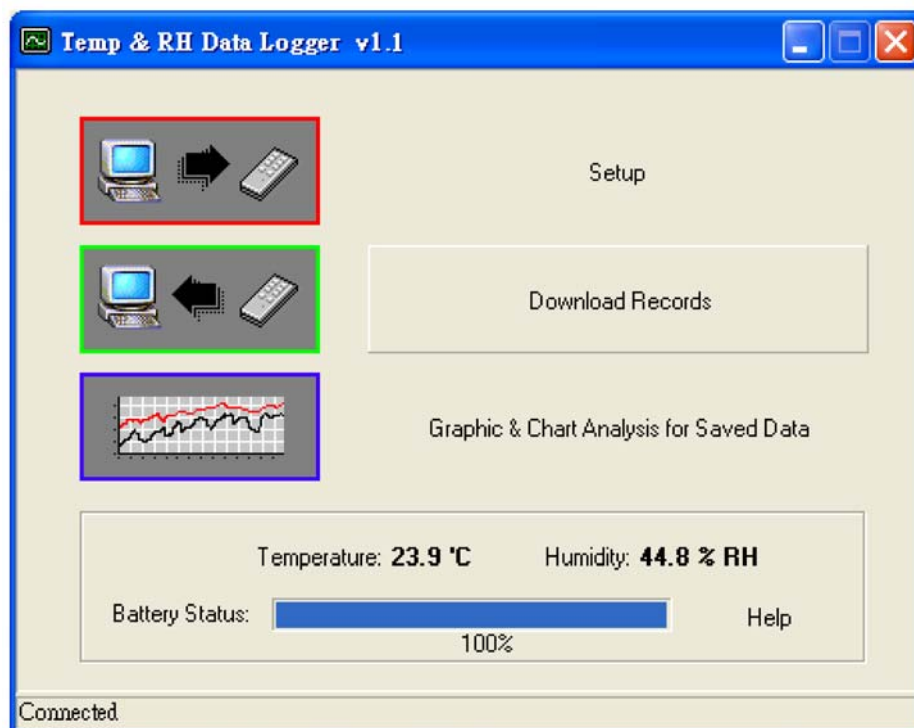 Temp & RH Data Logger v1.1
Setup
Download Records
Graphic & Chart Analysis for Saved Data
Temperature: 23.9 'C Humidity: 44.8 % RH
Battery Status: Help
100%
Connected